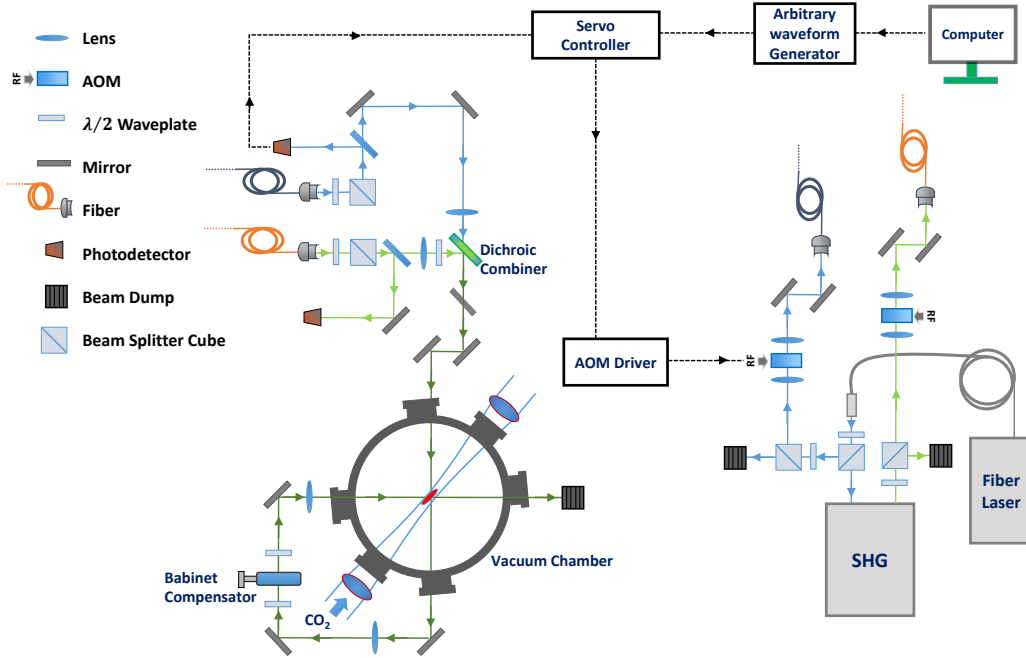 Lens
RF
AOM
λ/2 Waveplate
Mirror
Fiber
Photodetector
Beam Dump
Beam Splitter Cube
Servo
Controller
Arbitrary
waveform
Generator
Computer
Dichroic
Combiner
AOM Driver
RF
RF
Fiber
Laser
SHG
Vacuum Chamber
Babinet
Compensator
CO₂